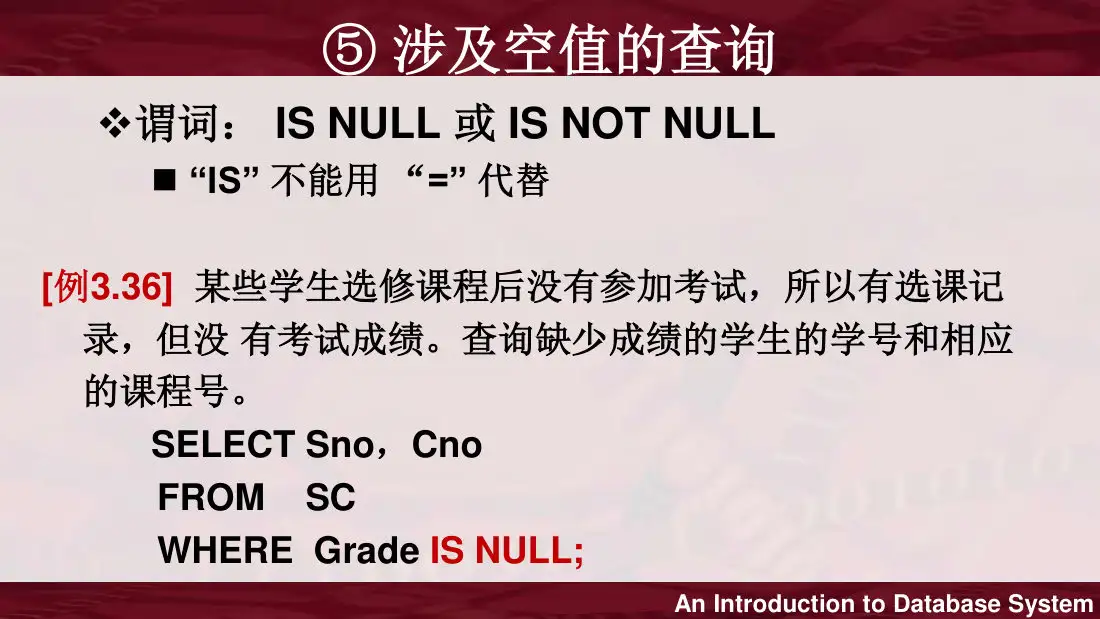 ⑤ 涉及空值的查询
❖谓词： IS NULL 或 IS NOT NULL
■ “IS” 不能用 “=” 代替
[例3.36] 某些学生选修课程后没有参加考试，所以有选课记
录，但没 有考试成绩。查询缺少成绩的学生的学号和相应
的课程号。
SELECT Sno，Cno
FROM SC
WHERE Grade IS NULL;
An Introduction to Database System